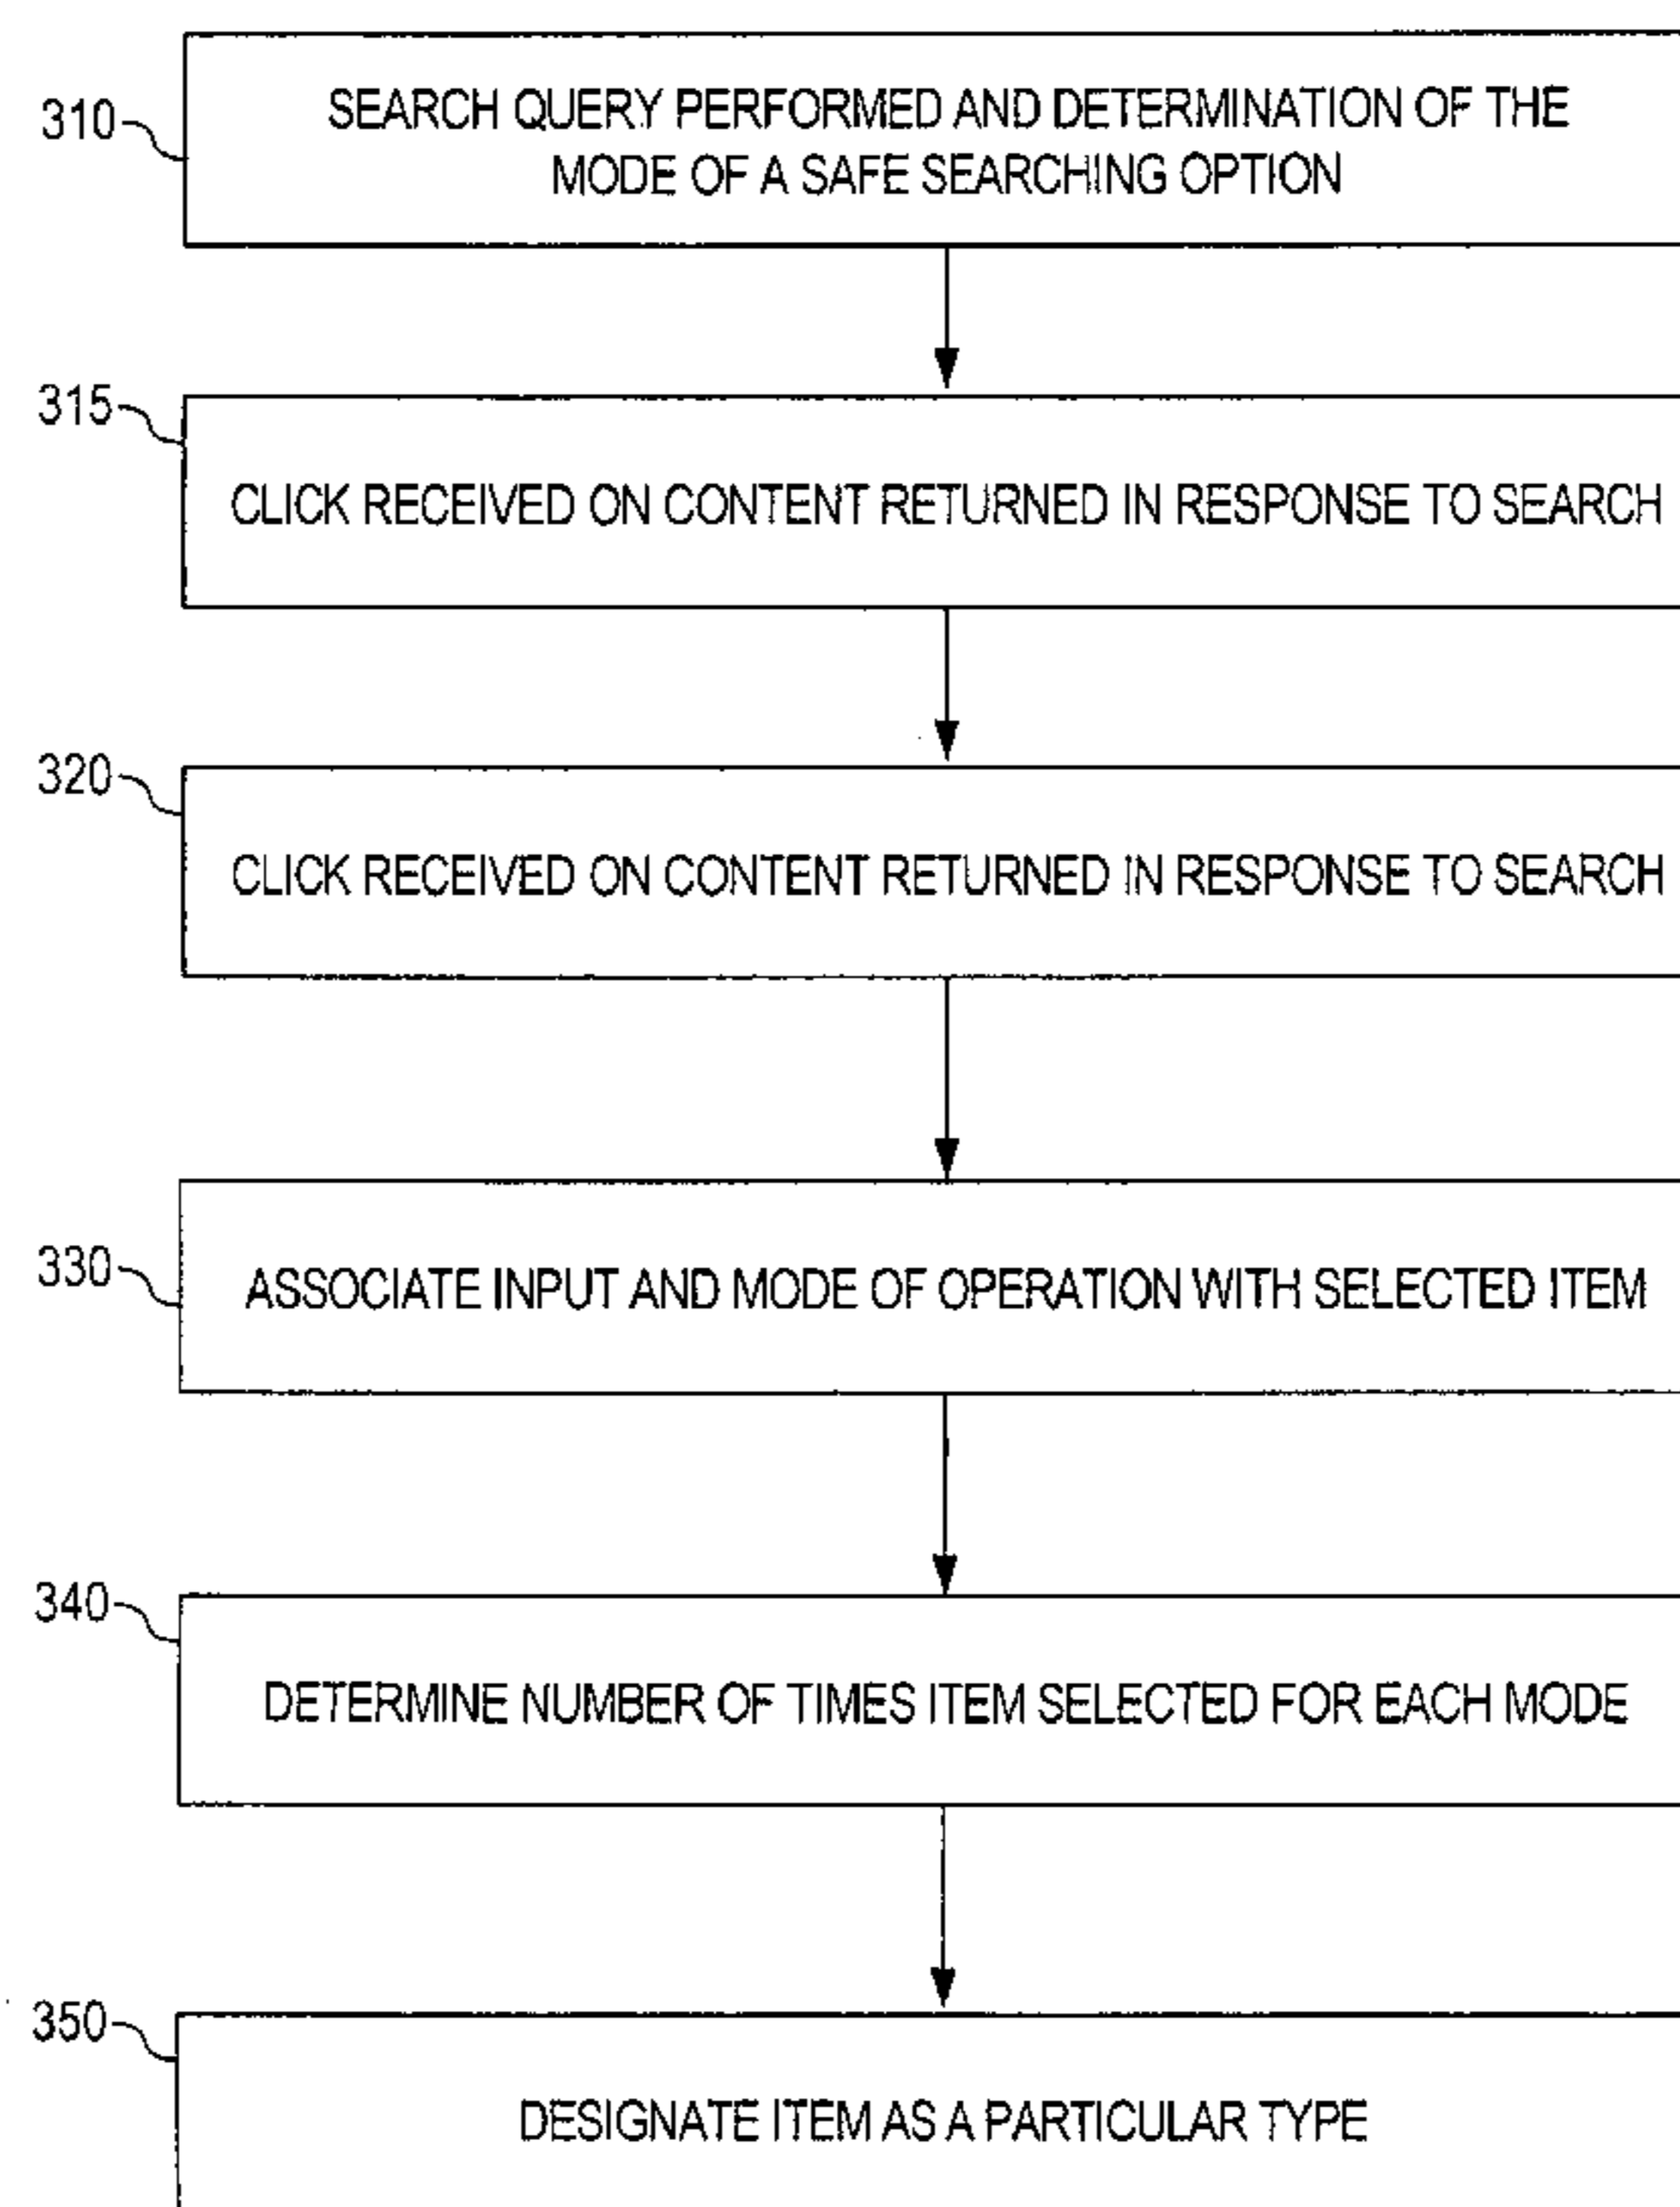 310
SEARCH QUERY PERFORMED AND DETERMINATION OF THE
MODE OF A SAFE SEARCHING OPTION
315
CLICK RECEIVED ON CONTENT RETURNED IN RESPONSE TO SEARCH
320
CLICK RECEIVED ON CONTENT RETURNED IN RESPONSE TO SEARCH
330
ASSOCIATE INPUT AND MODE OF OPERATION WITH SELECTED ITEM
340
DETERMINE NUMBER OF TIMES ITEM SELECTED FOR EACH MODE
350
DESIGNATE ITEM AS A PARTICULAR TYPE